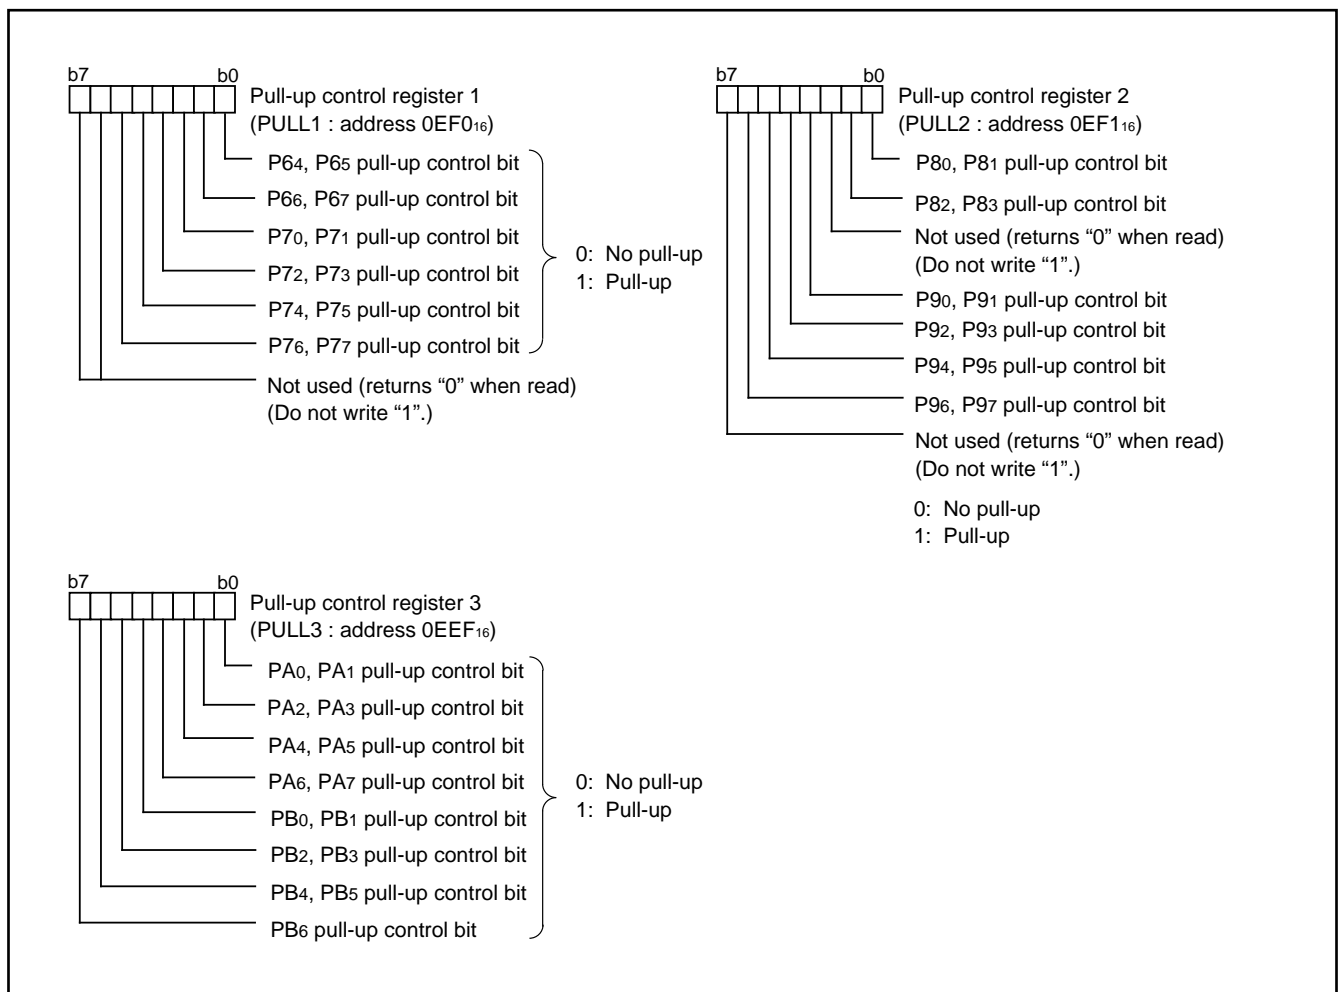 b7 b0
Pull-up control register 1
(PULL1 : address 0EF016)
P64, P65 pull-up control bit
P66, P67 pull-up control bit
P70, P71 pull-up control bit
P72, P73 pull-up control bit
P74, P75 pull-up control bit
P76, P77 pull-up control bit
0: No pull-up
1: Pull-up
Not used (returns “0” when read)
(Do not write “1”.)
b7 b0
Pull-up control register 2
(PULL2 : address 0EF116)
P80, P81 pull-up control bit
P82, P83 pull-up control bit
Not used (returns “0” when read)
(Do not write “1”.)
P90, P91 pull-up control bit
P92, P93 pull-up control bit
P94, P95 pull-up control bit
P96, P97 pull-up control bit
Not used (returns “0” when read)
(Do not write “1”.)
0: No pull-up
1: Pull-up
b7 b0
Pull-up control register 3
(PULL3 : address 0EEF16)
PA0, PA1 pull-up control bit
PA2, PA3 pull-up control bit
PA4, PA5 pull-up control bit
PA6, PA7 pull-up control bit
PB0, PB1 pull-up control bit
PB2, PB3 pull-up control bit
PB4, PB5 pull-up control bit
PB6 pull-up control bit
0: No pull-up
1: Pull-up